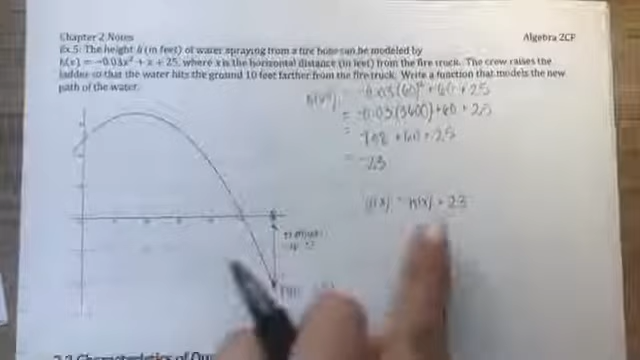 Chapter 2 Notes
Algebra 2CP
Ex 5: The height h (in feet) of water spraying from a fire hose can be modeled by
h(x) = -0.03x² + x + 25, where x is the horizontal distance (in feet) from the fire truck. The crew raises the
ladder so that the water hits the ground 10 feet farther from the fire truck. Write a function that models the new
path of the water.
-0.03(60)² + 60 + 25
= -0.03(3600) + 60 + 25
= -108 + 60 + 25
= -23
= h(x) + 23